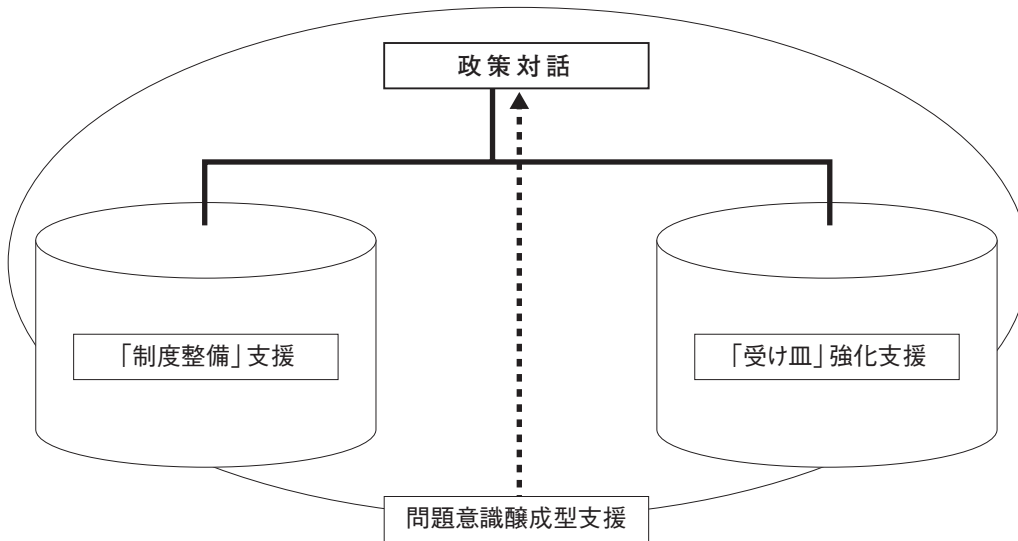 政策対話
「制度整備」支援
「受け皿」強化支援
問題意識醸成型支援